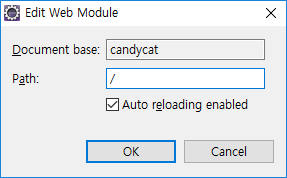 Edit Web Module
Document base: candycat
Path: /
Auto reloading enabled
OK Cancel